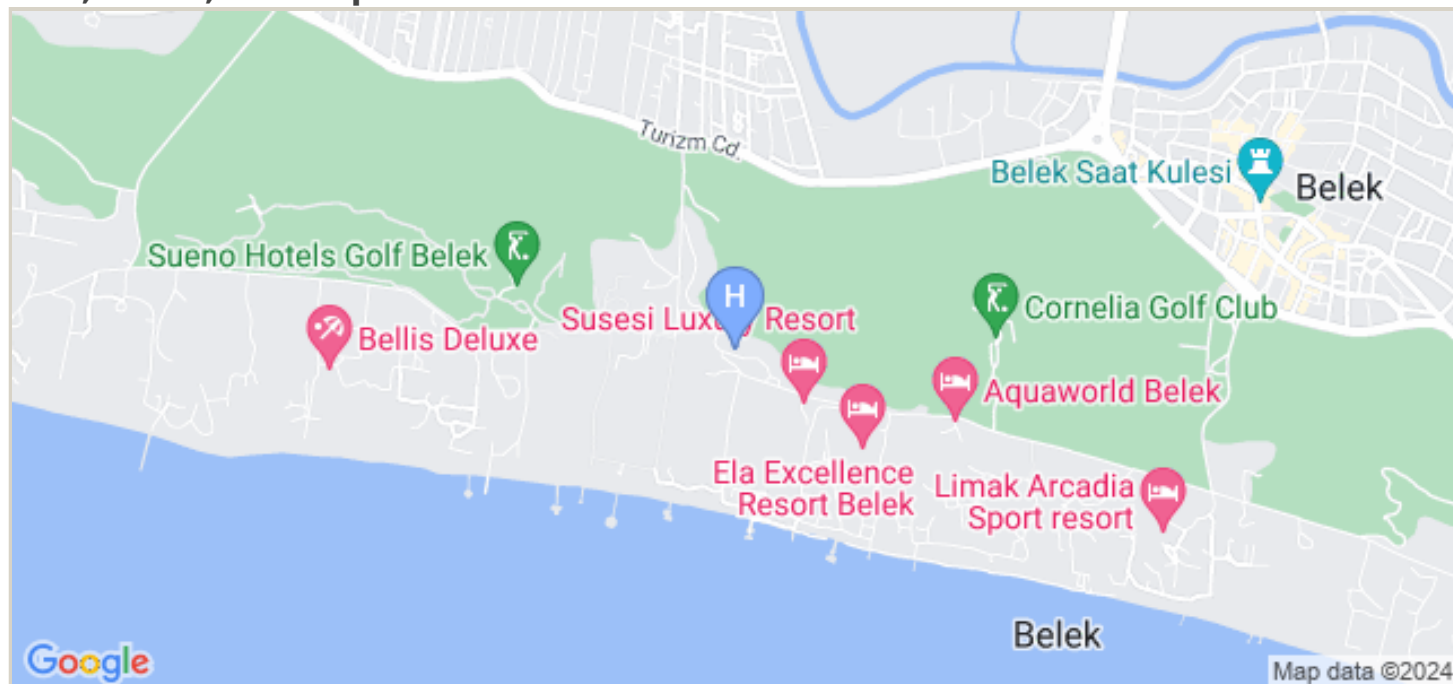 Turizm Cd.
Belek Saat Kulesi
Belek
Sueno Hotels Golf Belek
H
Susesi Luxury Resort
Cornelia Golf Club
Bellis Deluxe
Aquaworld Belek
Ela Excellence
Resort Belek
Limak Arcadia
Sport resort
Belek
Google
Map data ©2024